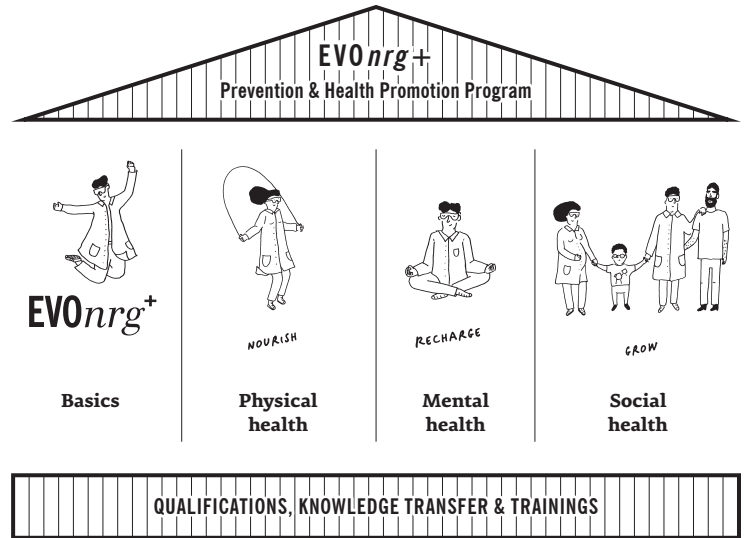 EVOnrg+
Prevention & Health Promotion Program
EVOnrg+
NOURISH
RECHARGE
GROW
Basics
Physical
health
Mental
health
Social
health
QUALIFICATIONS, KNOWLEDGE TRANSFER & TRAININGS